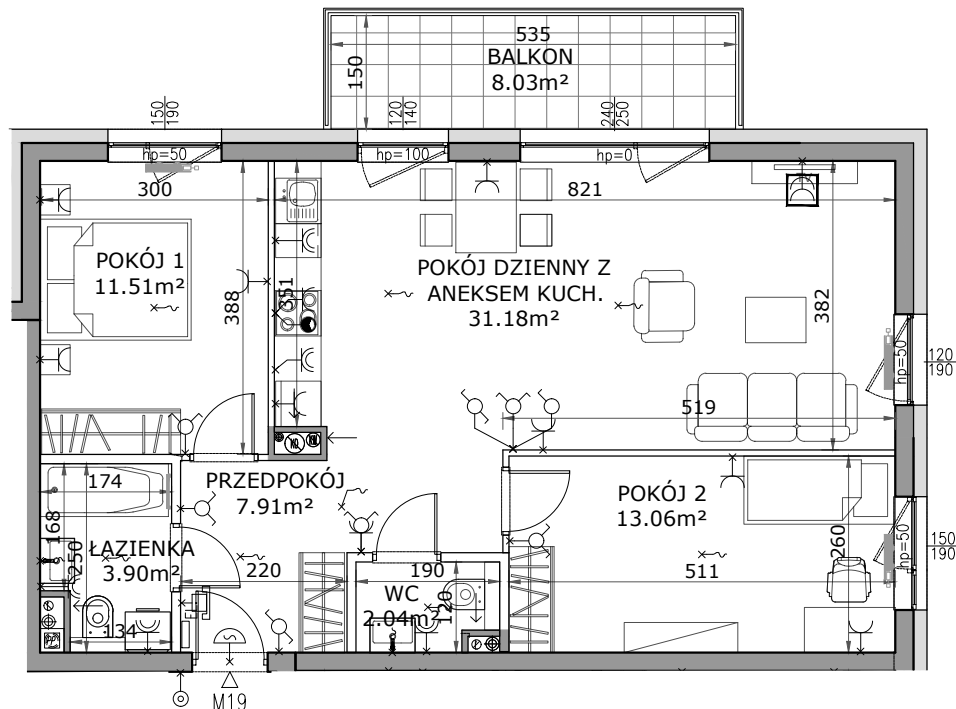 535
BALKON
8.03m²
150
150
190
120
140
240
250
hp=50
hp=100
hp=0
300
821
POKÓJ 1
11.51m²
388
351
POKÓJ DZIENNY Z
ANEKSEM KUCH.
31.18m²
382
hp=50
120
190
519
174
PRZEDPOKÓJ
7.91m²
POKÓJ 2
13.06m²
168
250
ŁAZIENKA
3.90m²
220
190
WC
2.04m²
120
511
260
hp=50
150
190
134
M19